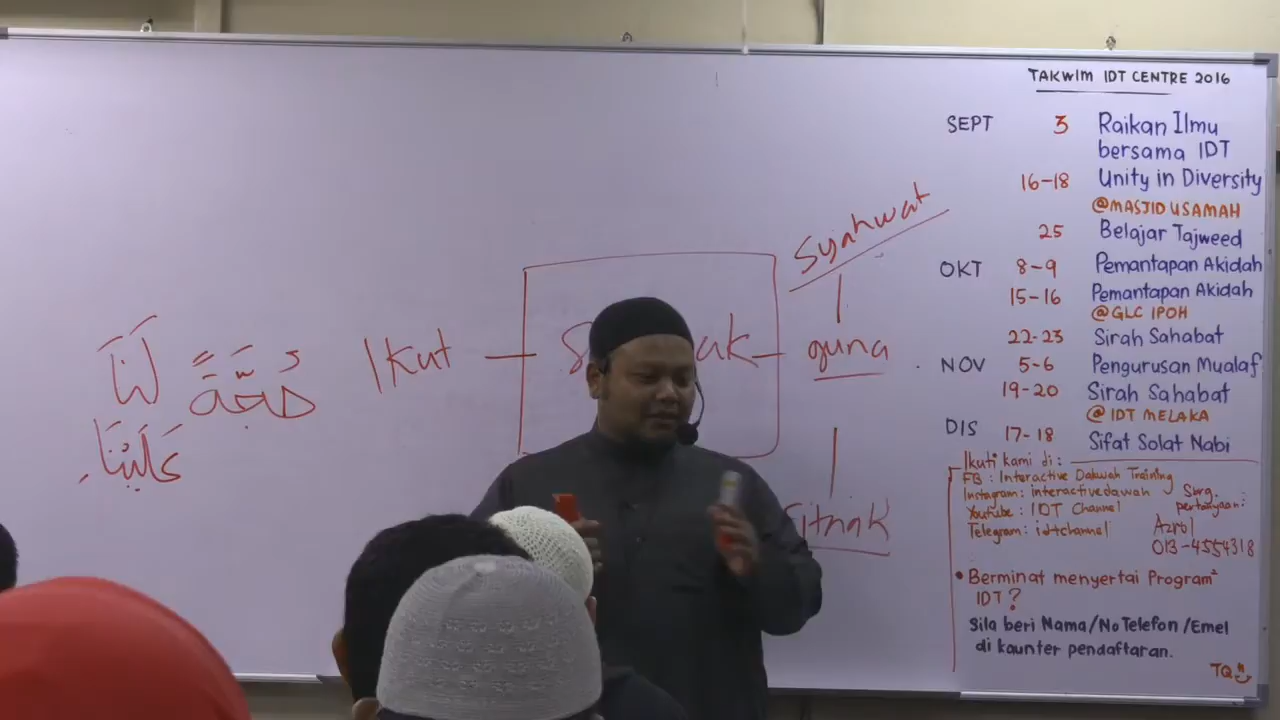 TAKWIM IDT CENTRE 2016
SEPT 3 Raikan Ilmu
bersama IDT
16-18 Unity in Diversity
@MASJID USAMAH
25 Belajar Tajweed
OKT 8-9 Pemantapan Akidah
15-16 Pemantapan Akidah
@GLC IPOH
22-23 Sirah Sahabat
NOV 5-6 Pengurusan Mualaf
19-20 Sirah Sahabat
@IDT MELAKA
DIS 17-18 Sifat Solat Nabi
Ikuti kami di:
FB: Interactive Dakwah Training
Instagram: interactivedawah
Youtube: IDT Channel
Telegram: idtchannel
Sbrg. pertanyaan:
Azrol
013-4554318
• Berminat menyertai Program²
IDT?
Sila beri Nama/No Telefon/Emel
di kaunter pendaftaran.
TQ
Syahwat
Ikut
guna
لَنَا
حُجَّةً
عَلَيْنَا